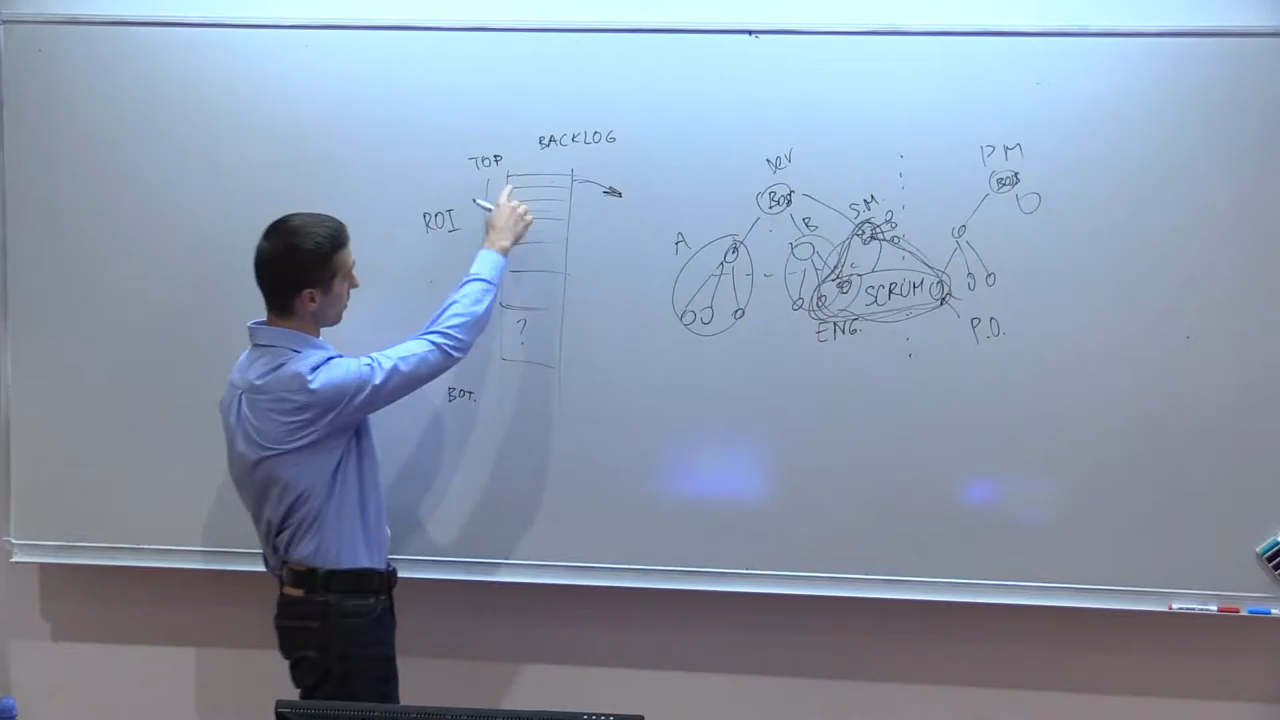 BACKLOG
TOP
ROI
?
BOT.
DEV
BOSS
A
B
S.M.
SCRUM
ENG.
PM
BOSS
P.O.